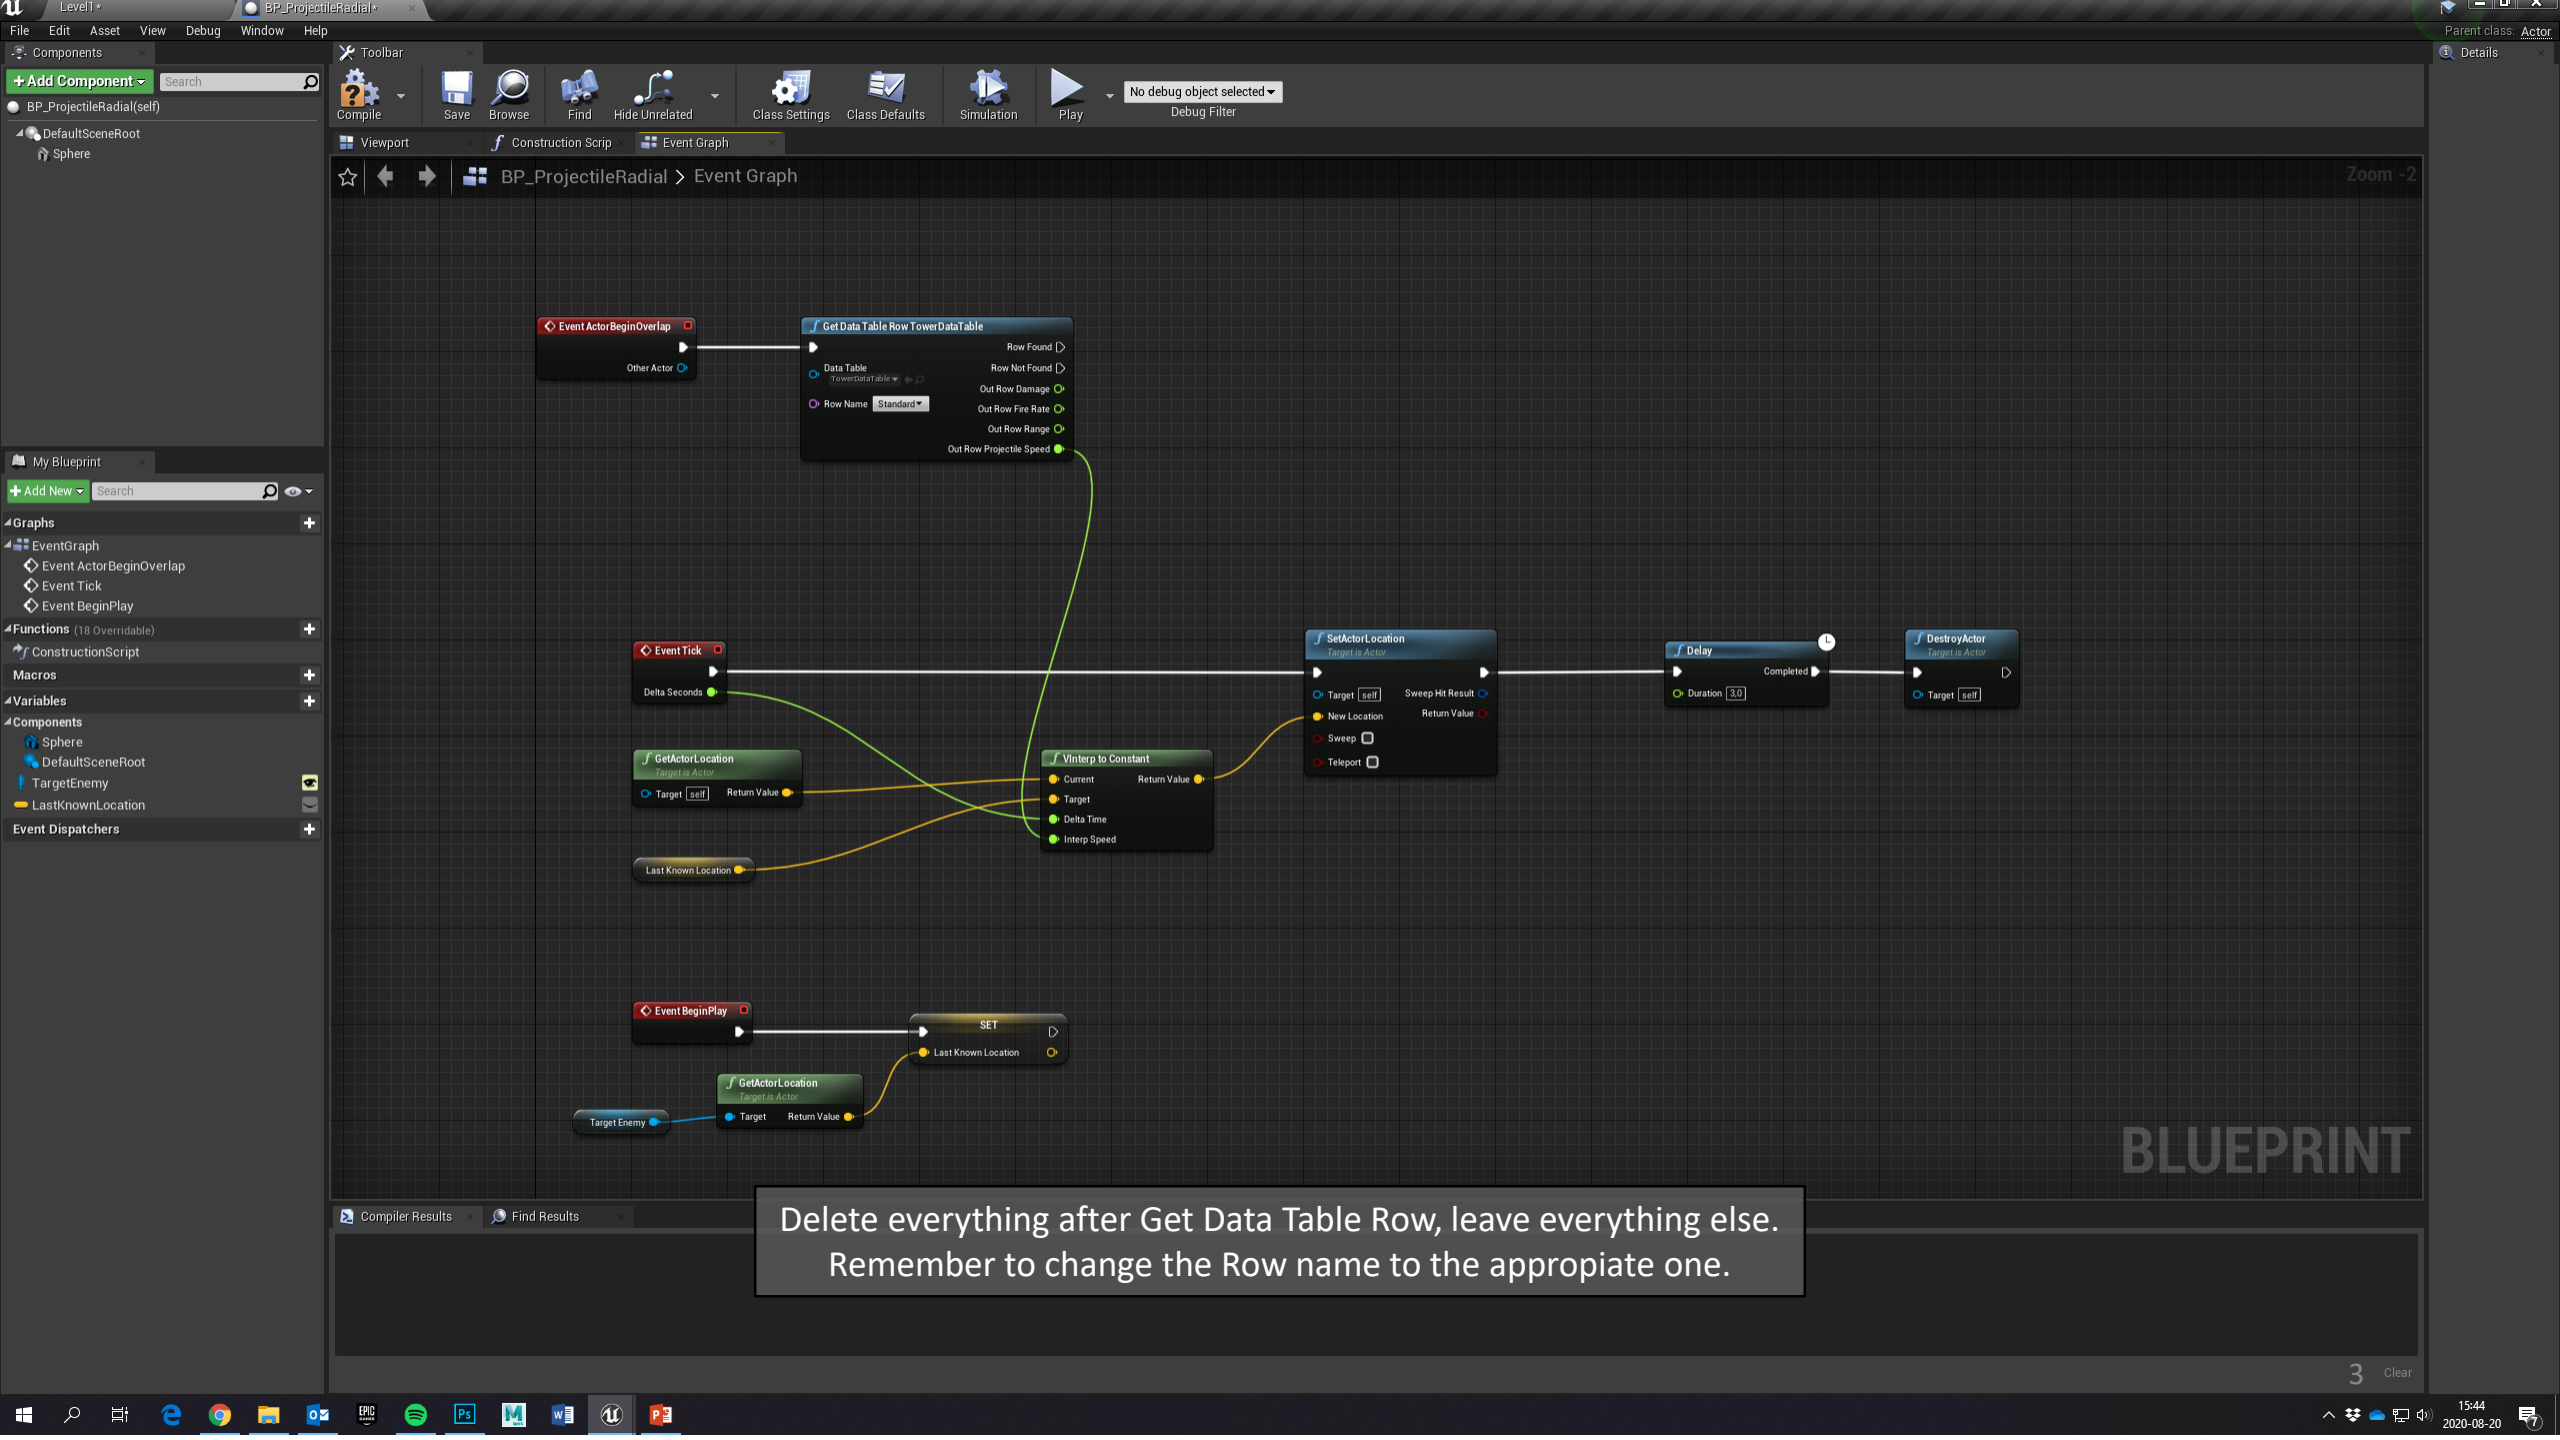 Level1*
BP_ProjectileRadial*
File Edit Asset View Debug Window Help
Parent class: Actor
Components
Toolbar
Details
+Add Component
Search
BP_ProjectileRadial(self)
DefaultSceneRoot
Sphere
Compile
Save
Browse
Find
Hide Unrelated
Class Settings
Class Defaults
Simulation
Play
No debug object selected
Debug Filter
Viewport
Construction Scrip
Event Graph
BP_ProjectileRadial > Event Graph
Zoom -2
Event ActorBeginOverlap
Other Actor
Get Data Table Row TowerDataTable
Row Found
Data Table
TowerDataTable
Row Not Found
Out Row Damage
Row Name Standard
Out Row Fire Rate
Out Row Range
Out Row Projectile Speed
My Blueprint
+Add New
Search
Graphs
EventGraph
Event ActorBeginOverlap
Event Tick
Event BeginPlay
Functions (18 Overridable)
ConstructionScript
Macros
Variables
Components
Sphere
DefaultSceneRoot
TargetEnemy
LastKnownLocation
Event Dispatchers
Event Tick
Delta Seconds
SetActorLocation
Target is Actor
Target self
Sweep Hit Result
New Location
Return Value
Sweep
Teleport
Delay
Completed
Duration 3,0
DestroyActor
Target is Actor
Target self
GetActorLocation
Target is Actor
Target self
Return Value
VInterp to Constant
Current
Return Value
Target
Delta Time
Interp Speed
Last Known Location
Event BeginPlay
SET
Last Known Location
GetActorLocation
Target is Actor
Target
Return Value
Target Enemy
BLUEPRINT
Compiler Results
Find Results
Delete everything after Get Data Table Row, leave everything else.
Remember to change the Row name to the appropiate one.
3
Clear
EPIC
GAMES
Ps
M
15:44
2020-08-20
7